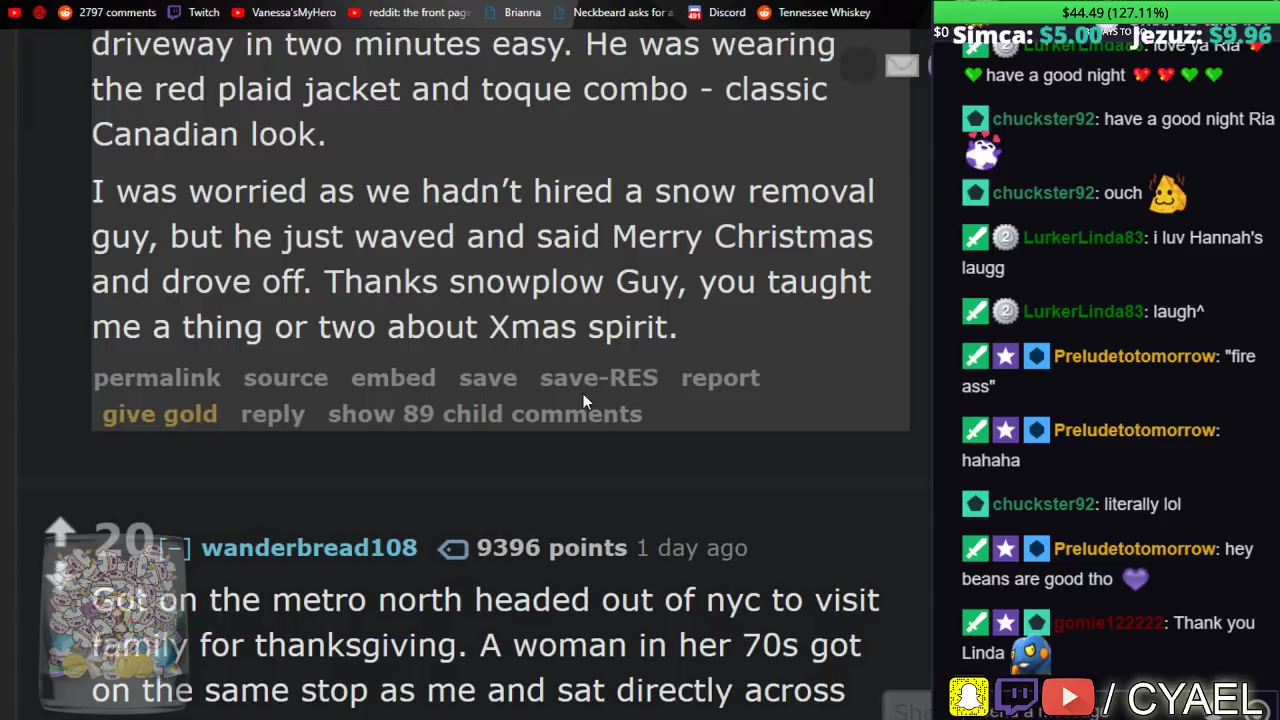 2797 comments
Twitch
Vanessa'sMyHero
reddit: the front page
Brianna
Neckbeard asks for a
Discord
Tennessee Whiskey
$44.49 (127.11%)
$0
Simca: $5.00
Jezuz: $9.96
driveway in two minutes easy. He was wearing
the red plaid jacket and toque combo - classic
Canadian look.
I was worried as we hadn't hired a snow removal
guy, but he just waved and said Merry Christmas
and drove off. Thanks snowplow Guy, you taught
me a thing or two about Xmas spirit.
permalink source embed save save-RES report
give gold reply show 89 child comments
20 [–] wanderbread108 9396 points 1 day ago
Got on the metro north headed out of nyc to visit
family for thanksgiving. A woman in her 70s got
on the same stop as me and sat directly across
LurkerLinda83: love ya Ria
have a good night
chuckster92: have a good night Ria
chuckster92: ouch
LurkerLinda83: i luv Hannah's
laugg
LurkerLinda83: laugh^
Preludetotomorrow: "fire
ass"
Preludetotomorrow:
hahaha
chuckster92: literally lol
Preludetotomorrow: hey
beans are good tho
gomie122222: Thank you
Linda
/ CYAEL